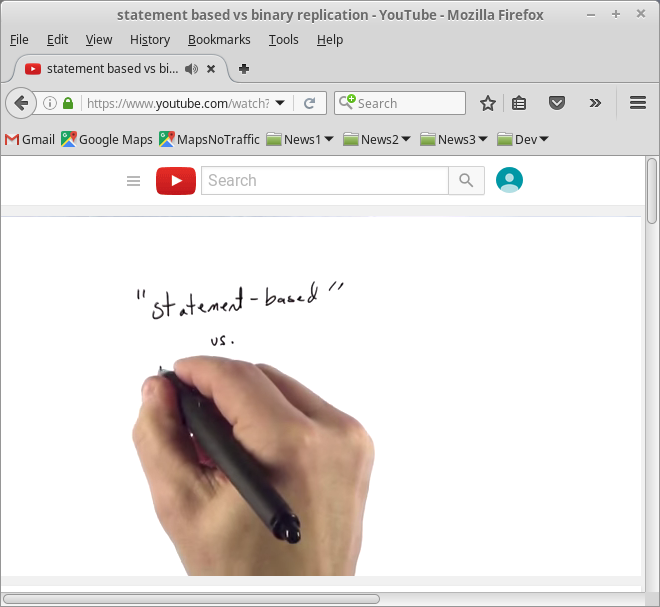 statement based vs binary replication - YouTube - Mozilla Firefox
File Edit View History Bookmarks Tools Help
statement based vs bi...
https://www.youtube.com/watch?
Search
Gmail Google Maps MapsNoTraffic News1 News2 News3 Dev
Search
"statement-based"
vs.